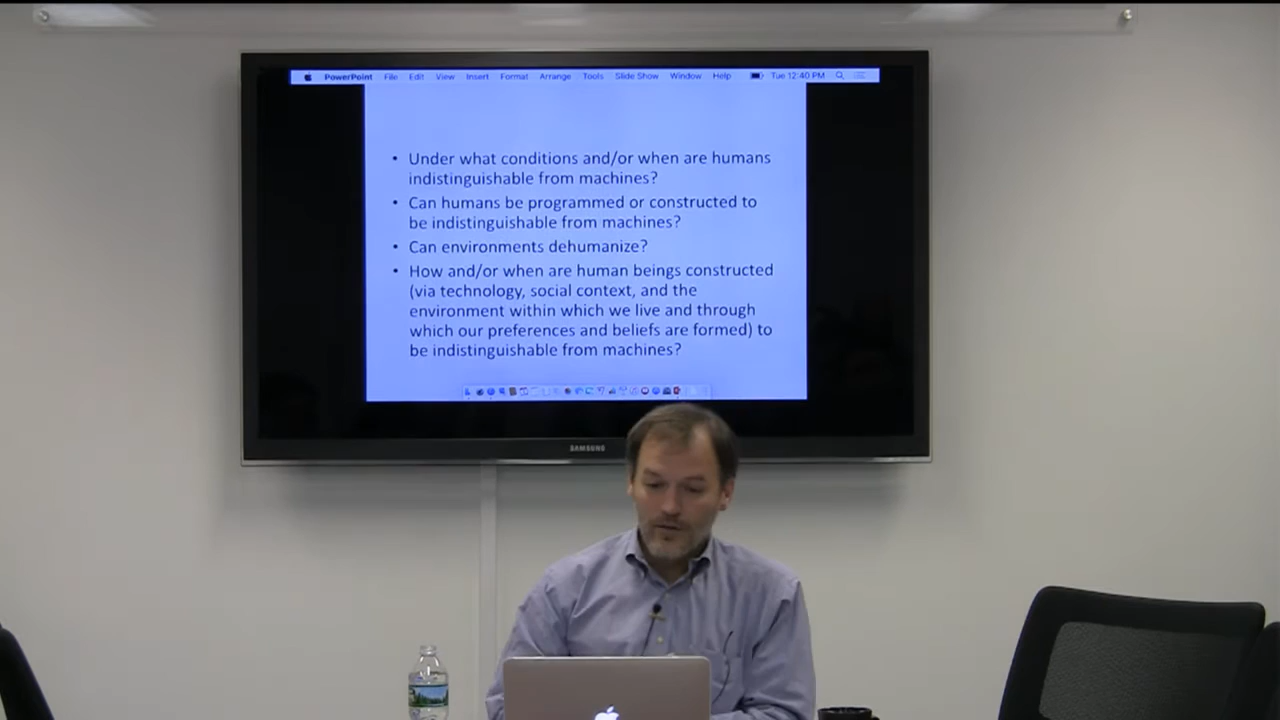 PowerPoint File Edit View Insert Format Arrange Tools Slide Show Window Help Tue 12:40 PM
• Under what conditions and/or when are humans
indistinguishable from machines?
• Can humans be programmed or constructed to
be indistinguishable from machines?
• Can environments dehumanize?
• How and/or when are human beings constructed
(via technology, social context, and the
environment within which we live and through
which our preferences and beliefs are formed) to
be indistinguishable from machines?
SAMSUNG